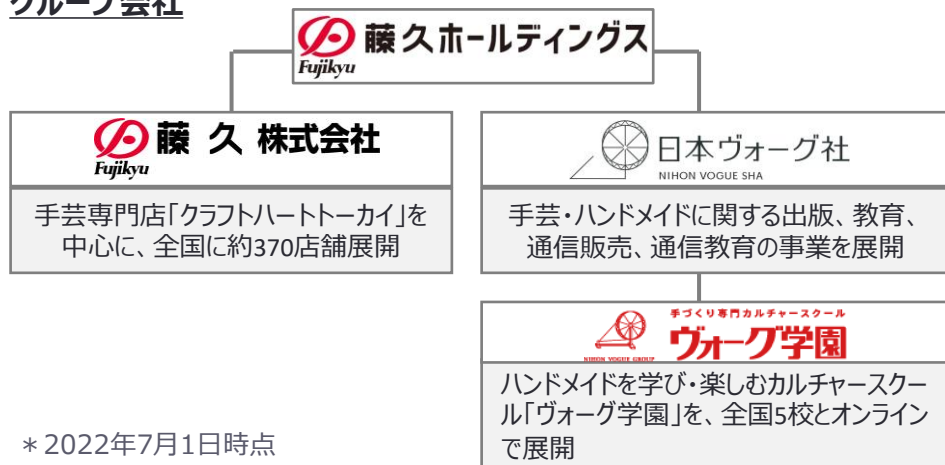 グループ会社
藤久ホールディングス
Fujikyu
藤久株式会社
Fujikyu
手芸専門店「クラフトハートトーカイ」を
中心に、全国に約370店舗展開
日本ヴォーグ社
NIHON VOGUE SHA
手芸・ハンドメイドに関する出版、教育、
通信販売、通信教育の事業を展開
手づくり専門カルチャースクール
ヴォーグ学園
NIHON VOGUE GROUP
ハンドメイドを学び・楽しむカルチャースクー
ル「ヴォーグ学園」を、全国5校とオンライン
で展開
＊2022年7月1日時点